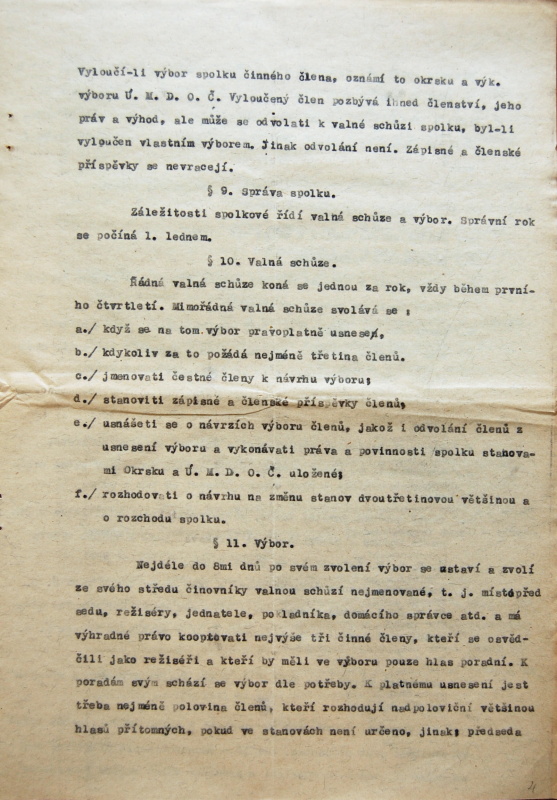 Vyloučí-li výbor spolku činného člena, oznámí to okrsku a výk.
výboru Ú. M. D. O. Č. Vyloučený člen pozbývá ihned členství, jeho
práv a výhod, ale může se odvolati k valné schůzi spolku, byl-li
vyloučen vlastním výborem. Jinak odvolání není. Zápisné a členské
příspěvky se nevracejí.
§ 9. Správa spolku.
Záležitosti spolkové řídí valná schůze a výbor. Správní rok
se počíná 1. lednem.
§ 10. Valná schůze.
Řádná valná schůze koná se jednou za rok, vždy během první-
ho čtvrtletí. Mimořádná valná schůze svolává se :
a./ když se na tom výbor pravoplatně usnesen,
b./ kdykoliv za to požádá nejméně třetina členů.
c./ jmenovati čestné členy k návrhu výboru;
d./ stanoviti zápisné a členské příspěvky členů,
e./ usnášeti se o návrzích výboru členů, jakož i odvolání členů z
usnesení výboru a vykonávati práva a povinnosti spolku stanova-
mi Okrsku a Ú. M. D. O. Č. uložené;
f./ rozhodovati o návrhu na změnu stanov dvoutřetinovou většinou a
o rozchodu spolku.
§ 11. Výbor.
Nejdéle do 8mi dnů po svém zvolení výbor se ustaví a zvolí
ze svého středu činovníky valnou schůzí nejmenované, t. j. místopřed
sedu, režiséry, jednatele, pokladníka, domácího správce atd. a má
výhradné právo kooptovati nejvýše tři činné členy, kteří se osvěd-
čili jako režiséři a kteří by měli ve výboru pouze hlas poradní. K
poradám svým schází se výbor dle potřeby. K platnému usnesení jest
třeba nejméně polovina členů, kteří rozhodují nadpoloviční většinou
hlasů přítomných, pokud ve stanovách není určeno, jinak; předseda
4